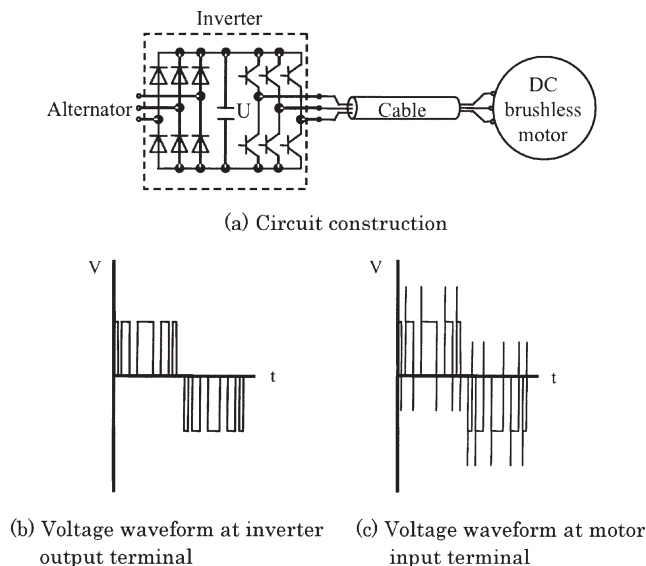 Inverter
Alternator
U
Cable
DC
brushless
motor
(a) Circuit construction
V
t
V
t
(b) Voltage waveform at inverter
output terminal
(c) Voltage waveform at motor
input terminal